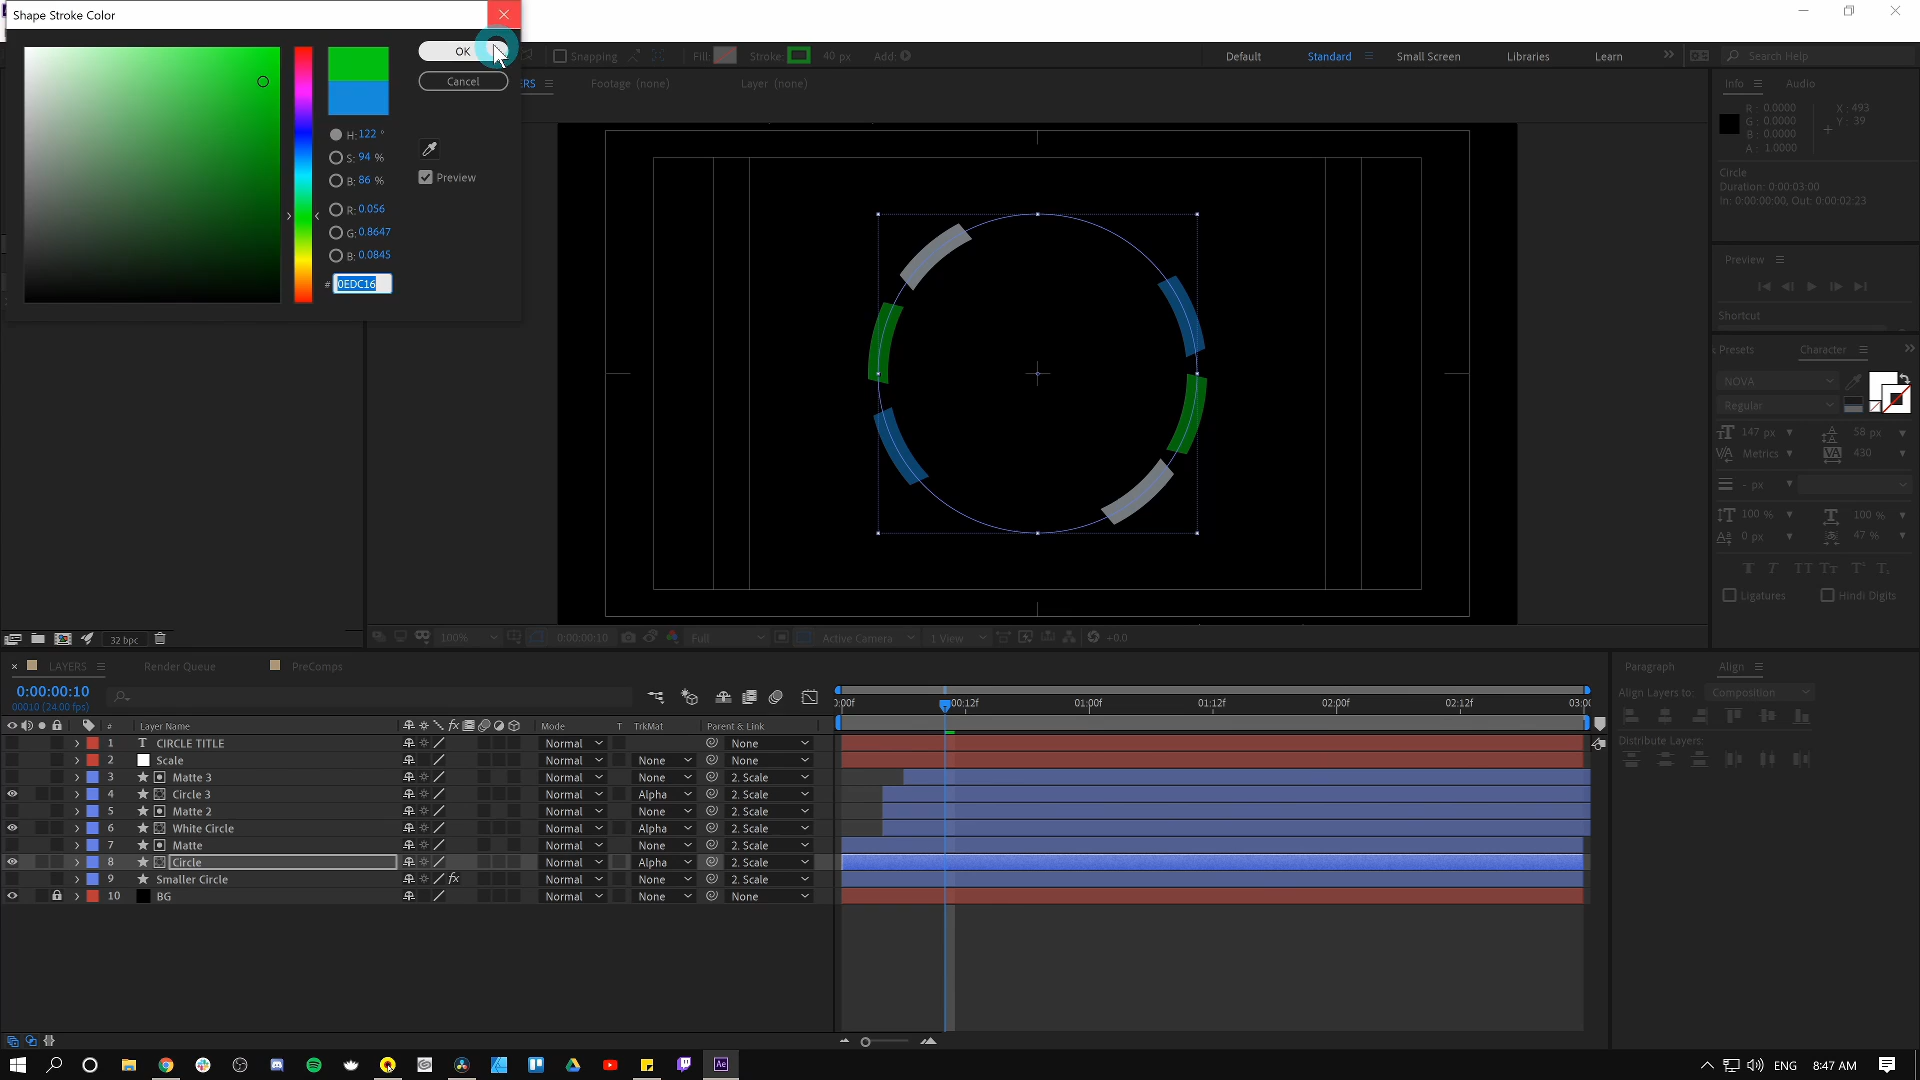 Shape Stroke Color
OK
Cancel
H: 122 °
S: 94 %
B: 86 %
R: 0.056
G: 0.8647
B: 0.0845
# 0EDC16
Preview
Snapping
Fill:
Stroke:
40 px
Add:
Default
Standard
Small Screen
Libraries
Learn
Search Help
ERS
Footage (none)
Layer (none)
Info
Audio
R: 0.0000
G: 0.0000
B: 0.0000
A: 1.0000
X: 493
Y: 39
Circle
Duration: 0:00:03:00
In: 0:00:00:00, Out: 0:00:02:23
Preview
Shortcut
Presets
Character
NOVA
Regular
147 px
58 px
Metrics
430
- px
100 %
100 %
0 px
47 %
T T TT Tт T' T,
Ligatures
Hindi Digits
32 bpc
100%
0:00:00:10
Full
Active Camera
1 View
+0.0
LAYERS
Render Queue
PreComps
0:00:00:10
00010 (24.00 fps)
:00f
00:12f
01:00f
01:12f
02:00f
02:12f
03:00
# Layer Name
Mode
T TrkMat
Parent & Link
1 T CIRCLE TITLE Normal None
2 Scale Normal None None
3 Matte 3 Normal None 2. Scale
4 Circle 3 Normal Alpha 2. Scale
5 Matte 2 Normal None 2. Scale
6 White Circle Normal Alpha 2. Scale
7 Matte Normal None 2. Scale
8 Circle Normal Alpha 2. Scale
9 Smaller Circle fx Normal None 2. Scale
10 BG Normal None None
Paragraph
Align
Align Layers to: Composition
Distribute Layers:
Ae
ENG
8:47 AM